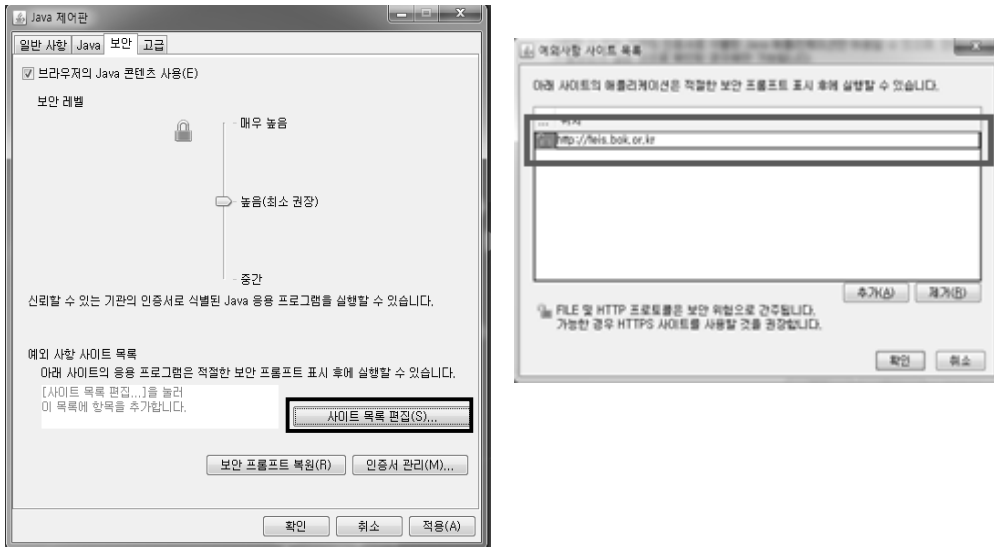 Java 제어판
일반 사항 Java 보안 고급
브라우저의 Java 콘텐츠 사용(E)
보안 레벨
매우 높음
높음(최소 권장)
중간
신뢰할 수 있는 기관의 인증서로 식별된 Java 응용 프로그램을 실행할 수 있습니다.
예외 사항 사이트 목록
아래 사이트의 응용 프로그램은 적절한 보안 프롬프트 표시 후에 실행할 수 있습니다.
[사이트 목록 편집...]을 눌러
이 목록에 항목을 추가합니다.
사이트 목록 편집(S)...
보안 프롬프트 복원(R) 인증서 관리(M)...
확인 취소 적용(A)
예외사항 사이트 목록
아래 사이트의 애플리케이션은 적절한 보안 프롬프트 표시 후에 실행할 수 있습니다.
... 위치
http://feis.bok.or.kr
추가(A) 제거(R)
FILE 및 HTTP 프로토콜은 보안 위험으로 간주됩니다.
가능한 경우 HTTPS 사이트를 사용할 것을 권장합니다.
확인 취소